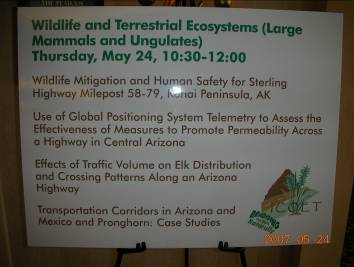 Wildlife and Terrestrial Ecosystems (Large
Mammals and Ungulates)
Thursday, May 24, 10:30-12:00
Wildlife Mitigation and Human Safety for Sterling
Highway Milepost 58-79, Kenai Peninsula, AK
Use of Global Positioning System Telemetry to Assess the
Effectiveness of Measures to Promote Permeability Across
a Highway in Central Arizona
Effects of Traffic Volume on Elk Distribution
and Crossing Patterns Along an Arizona
Highway
Transportation Corridors in Arizona and
Mexico and Pronghorn: Case Studies
ICOET
2007 05 24